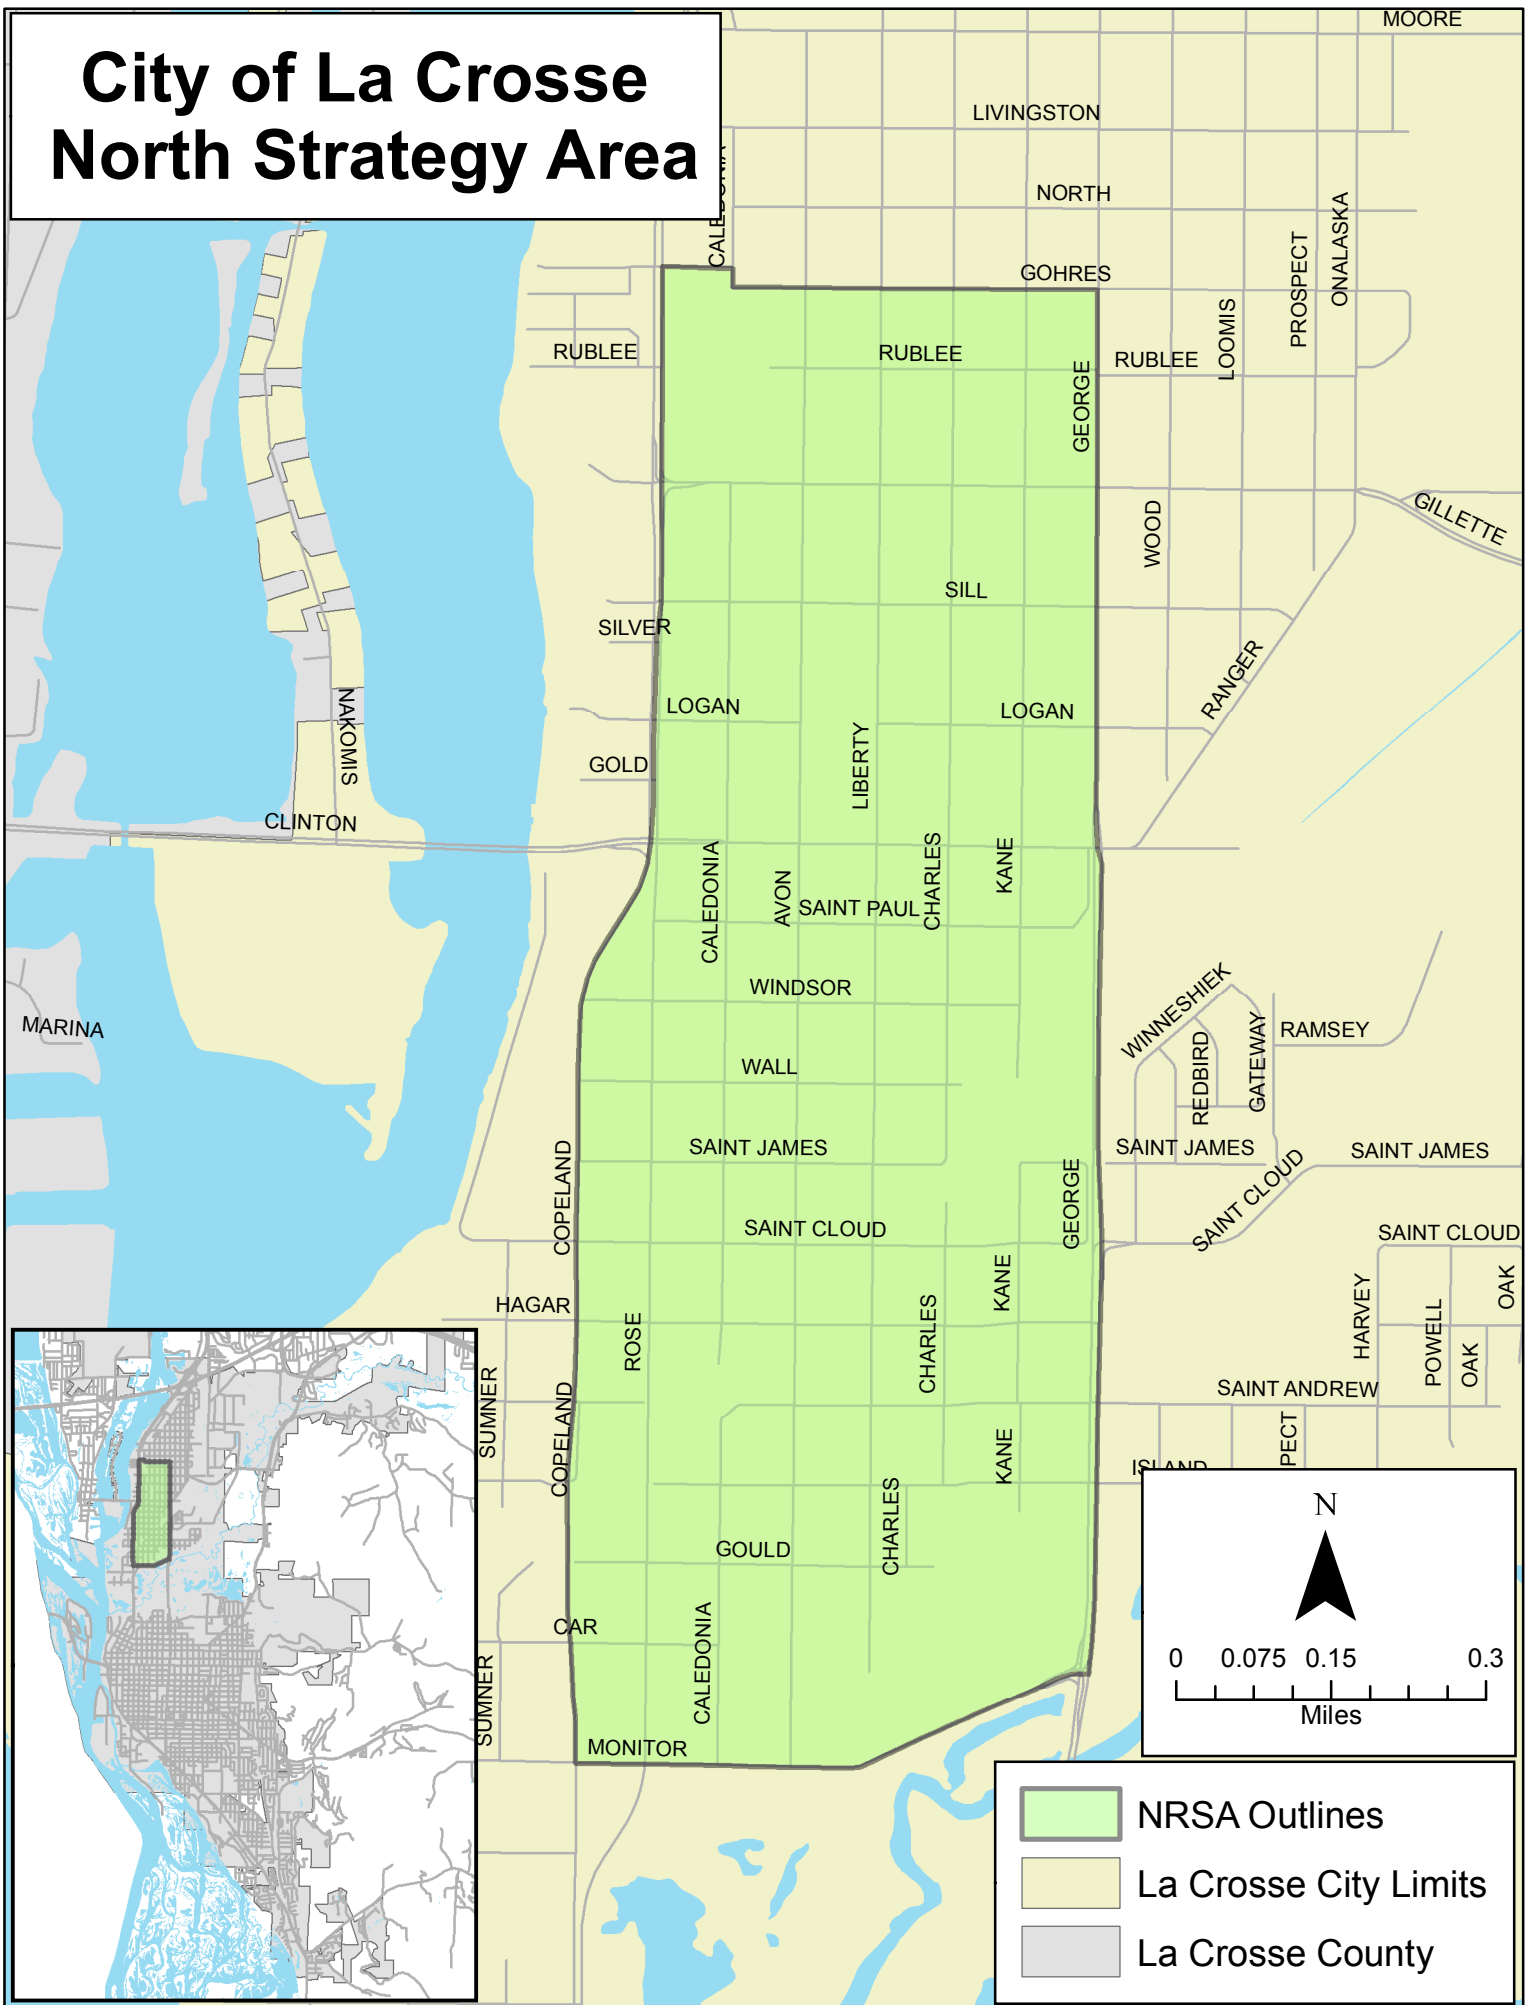 City of La Crosse
North Strategy Area
MOORE
LIVINGSTON
CALEDONIA
NORTH
ONALASKA
PROSPECT
GOHRES
LOOMIS
RUBLEE
RUBLEE
RUBLEE
GEORGE
GILLETTE
WOOD
SILL
SILVER
RANGER
NAKOMIS
LOGAN
LOGAN
LIBERTY
GOLD
CLINTON
CALEDONIA
AVON
CHARLES
KANE
SAINT PAUL
WINDSOR
WINNESHIEK
MARINA
REDBIRD
GATEWAY
RAMSEY
WALL
COPELAND
SAINT JAMES
GEORGE
SAINT JAMES
SAINT JAMES
SAINT CLOUD
SAINT CLOUD
SAINT CLOUD
KANE
HARVEY
OAK
HAGAR
ROSE
CHARLES
POWELL
OAK
SUMNER
COPELAND
SAINT ANDREW
KANE
PECT
ISLAND
CHARLES
GOULD
CAR
CALEDONIA
SUMNER
MONITOR
N
0 0.075 0.15 0.3
Miles
NRSA Outlines
La Crosse City Limits
La Crosse County